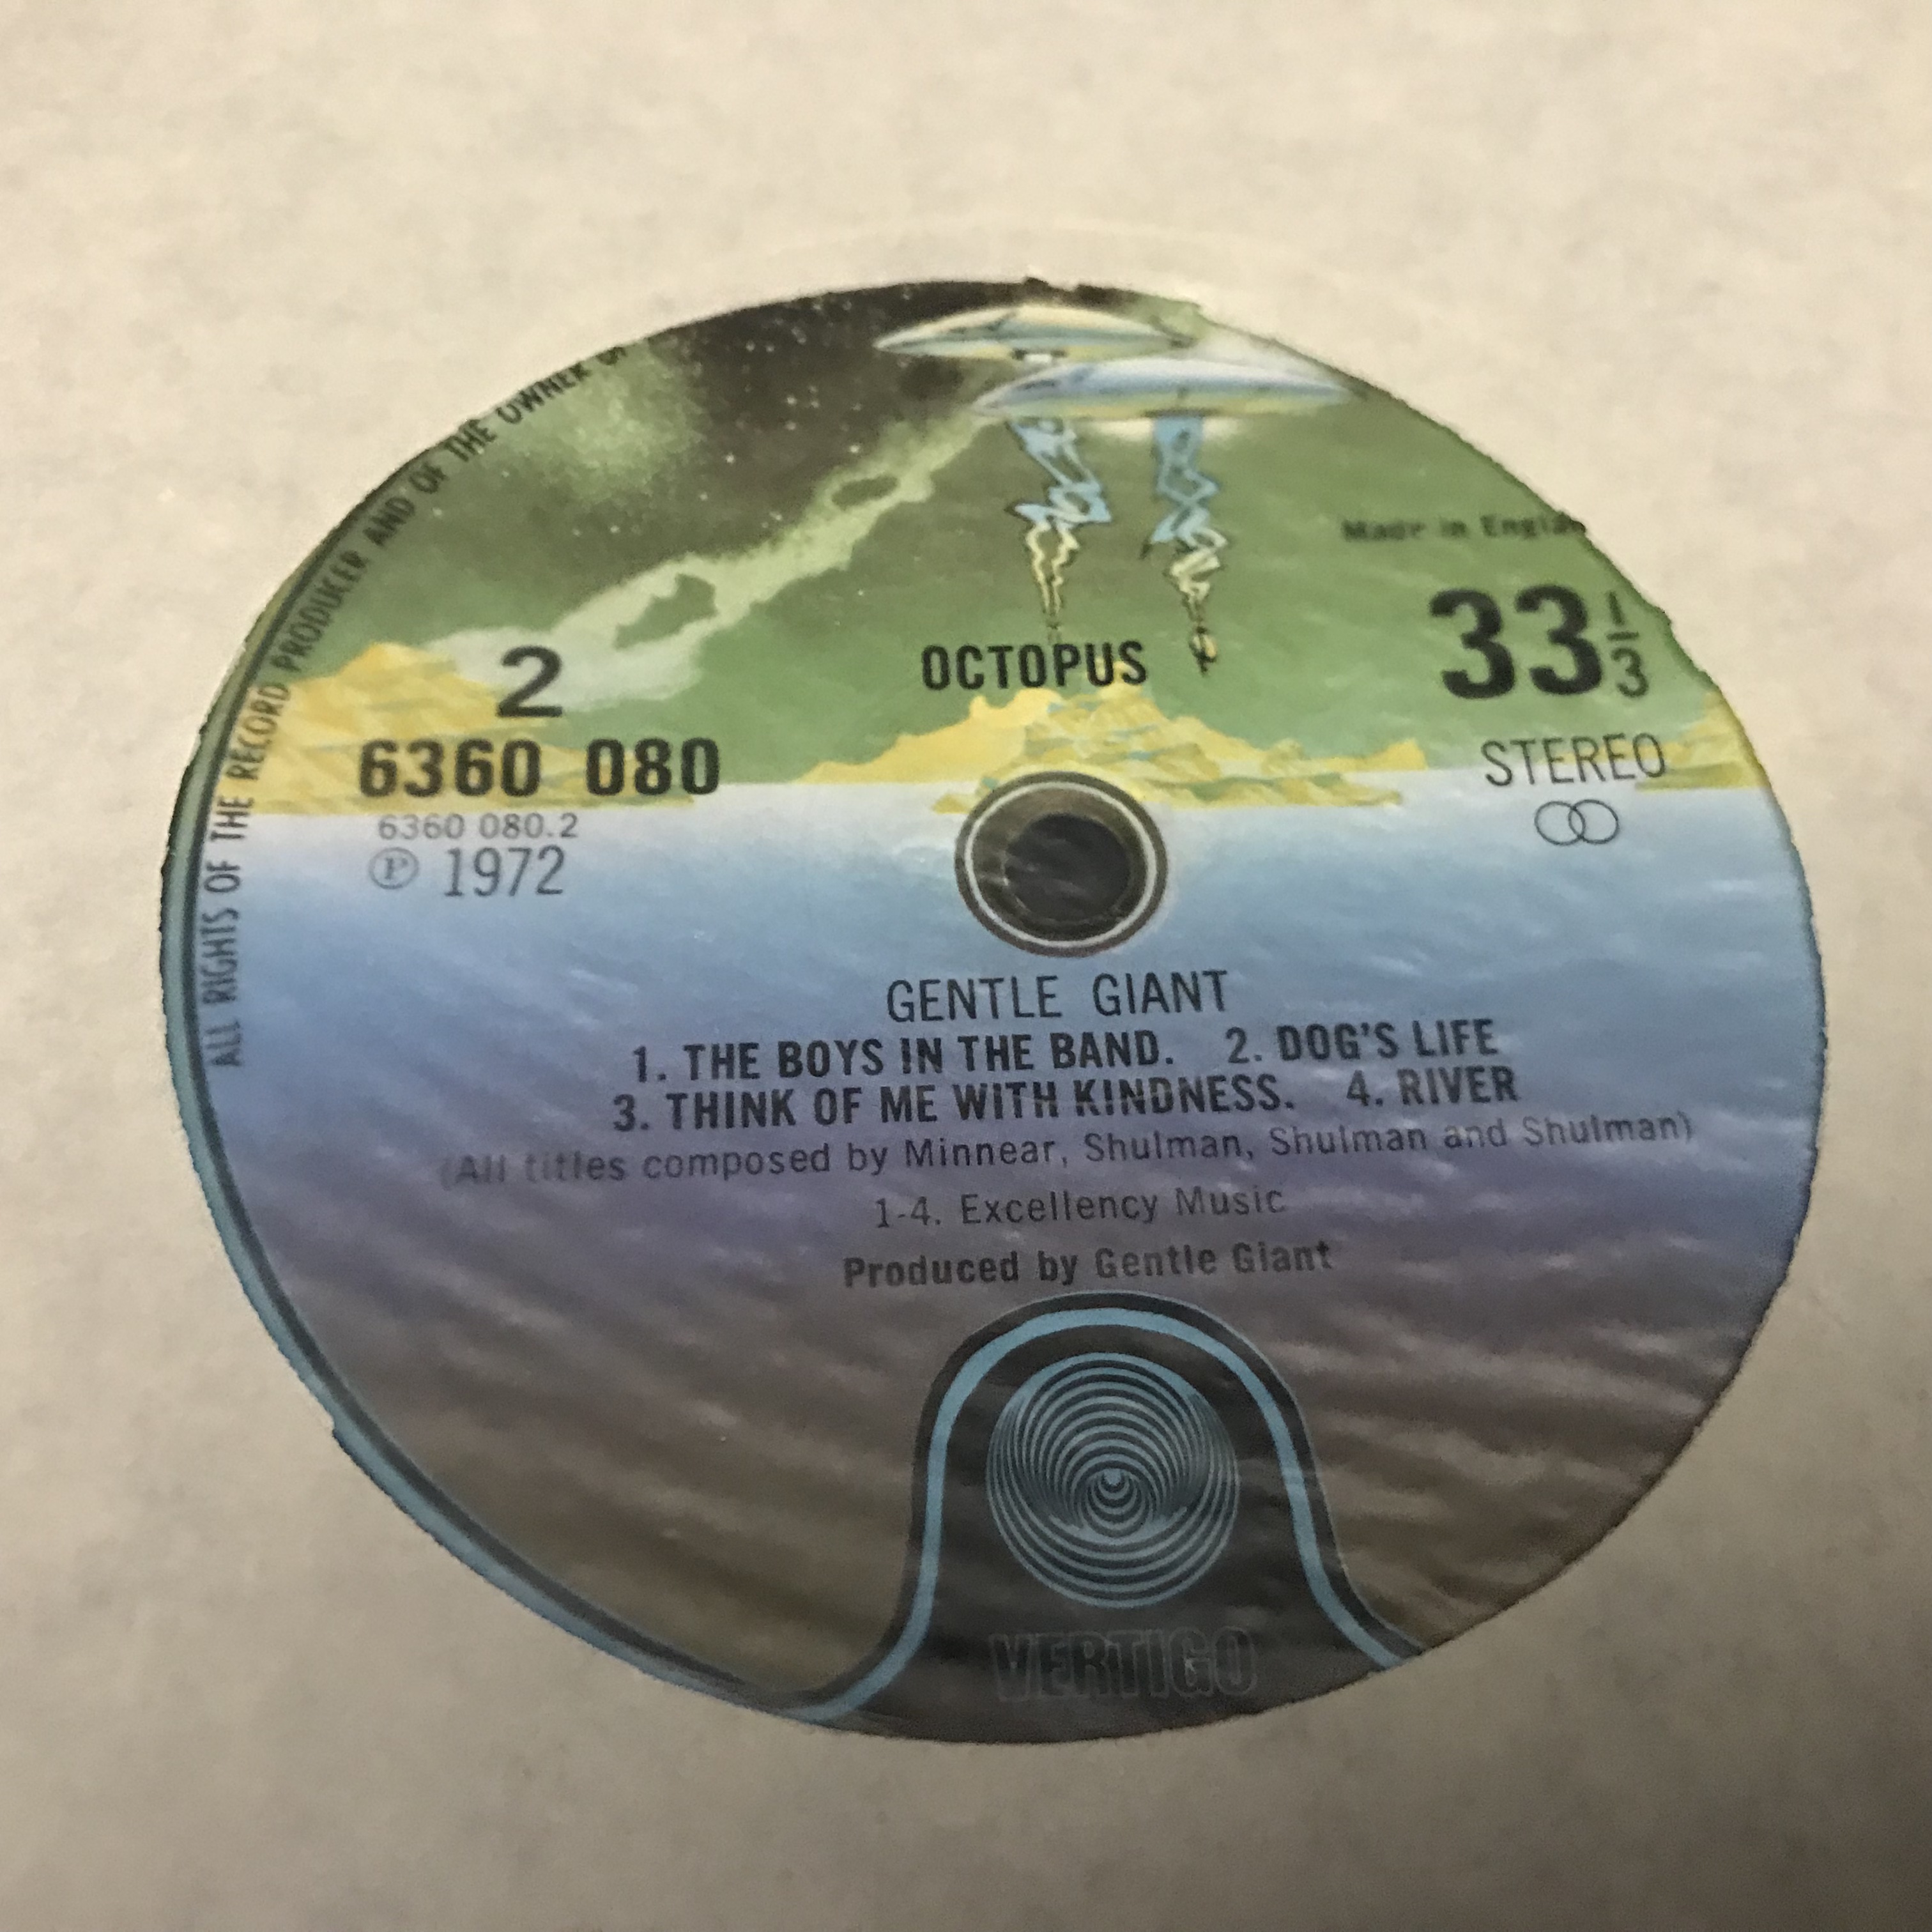 ALL RIGHTS OF THE RECORD PRODUCER AND OF THE OWNER OF
Made in Englan
33⅓
OCTOPUS
2
6360 080
6360 080.2
℗ 1972
STEREO
GENTLE GIANT
1. THE BOYS IN THE BAND. 2. DOG'S LIFE
3. THINK OF ME WITH KINDNESS. 4. RIVER
(All titles composed by Minnear, Shulman, Shulman and Shulman)
1-4. Excellency Music
Produced by Gentle Giant
VERTIGO